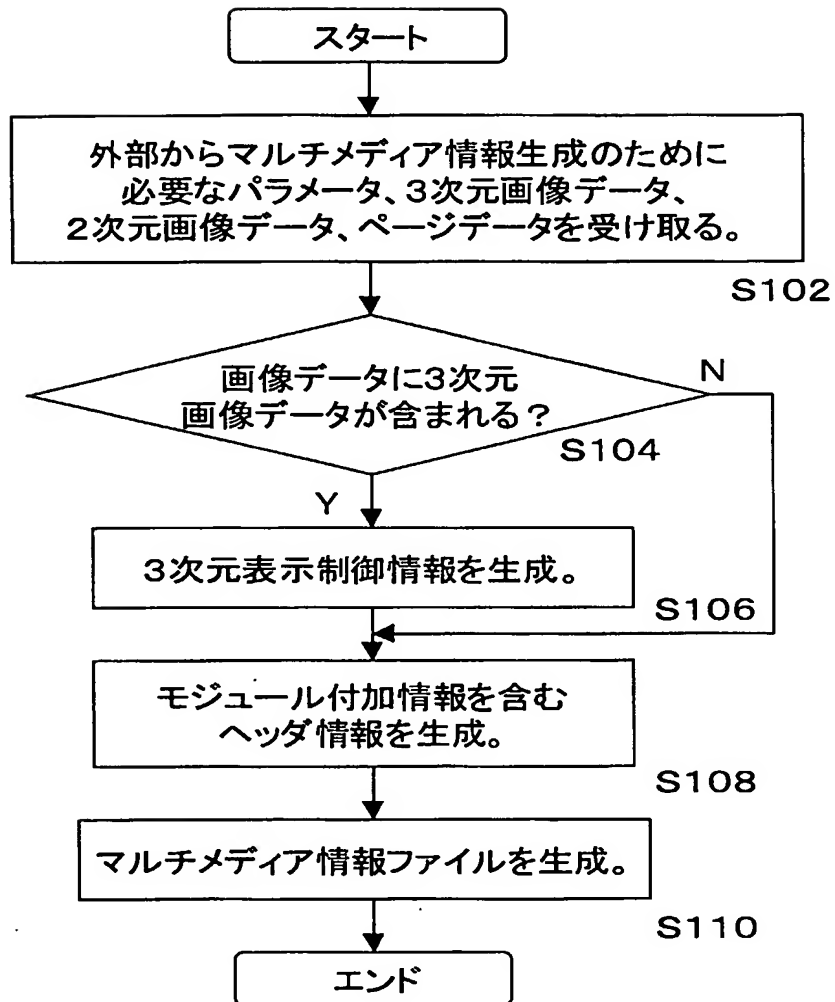 スタート
外部からマルチメディア情報生成のために
必要なパラメータ、3次元画像データ、
2次元画像データ、ページデータを受け取る。
S102
画像データに3次元
画像データが含まれる?
N
S104
Y
3次元表示制御情報を生成。
S106
モジュール付加情報を含む
ヘッダ情報を生成。
S108
マルチメディア情報ファイルを生成。
S110
エンド